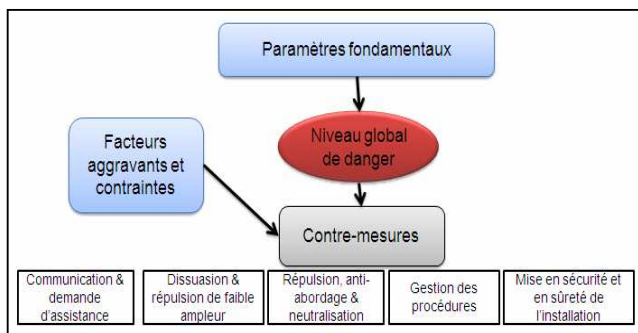 Paramètres fondamentaux
Niveau global
de danger
Facteurs
aggravants et
contraintes
Contre-mesures
Communication &
demande
d'assistance
Dissuasion &
répulsion de faible
ampleur
Répulsion, anti-
abordage &
neutralisation
Gestion des
procédures
Mise en sécurité et
en sûreté de
l'installation